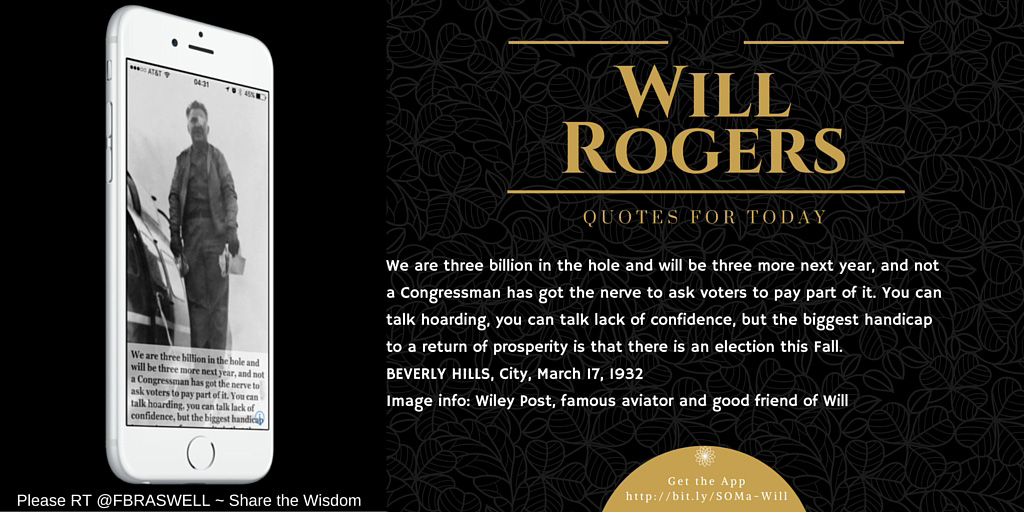 AT&T
04:31
45%
We are three billion in the hole and
will be three more next year, and not
a Congressman has got the nerve to
ask voters to pay part of it. You can
talk hoarding, you can talk lack of
confidence, but the biggest handicap
Please RT @FBRASWELL ~ Share the Wisdom
WILL
ROGERS
QUOTES FOR TODAY
We are three billion in the hole and will be three more next year, and not
a Congressman has got the nerve to ask voters to pay part of it. You can
talk hoarding, you can talk lack of confidence, but the biggest handicap
to a return of prosperity is that there is an election this Fall.
BEVERLY HILLS, City, March 17, 1932
Image info: Wiley Post, famous aviator and good friend of Will
Get the App
http://bit.ly/SOMa-Will